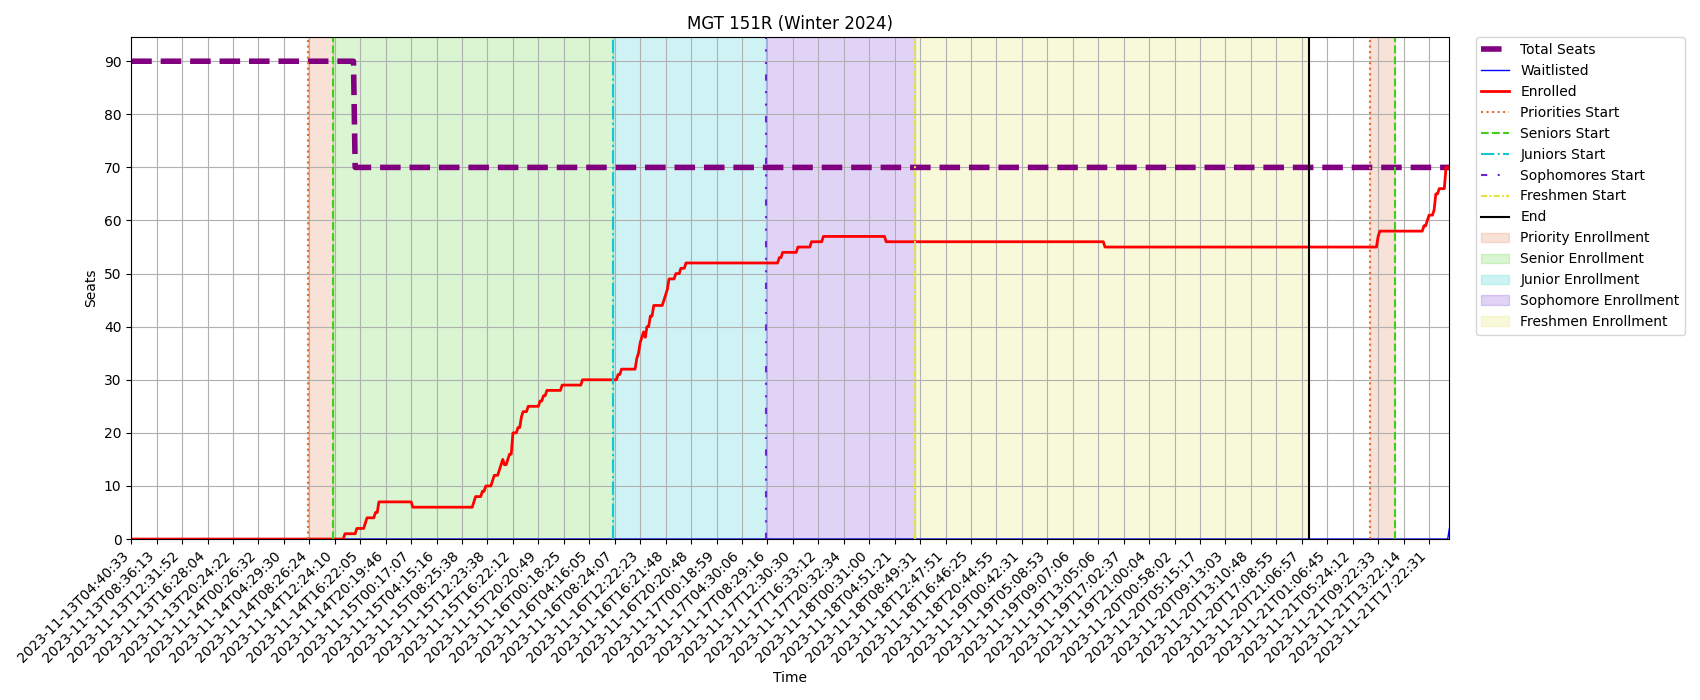 MGT 151R (Winter 2024)
Seats
90
80
70
60
50
40
30
20
10
0
2023-11-13T04:40:33
2023-11-13T08:36:13
2023-11-13T12:31:52
2023-11-13T16:28:04
2023-11-13T20:24:22
2023-11-14T00:26:32
2023-11-14T04:29:30
2023-11-14T08:26:24
2023-11-14T12:24:10
2023-11-14T16:22:05
2023-11-14T20:19:46
2023-11-15T00:17:07
2023-11-15T04:15:16
2023-11-15T08:25:38
2023-11-15T12:23:38
2023-11-15T16:22:12
2023-11-15T20:20:49
2023-11-16T00:18:25
2023-11-16T04:16:05
2023-11-16T08:24:07
2023-11-16T12:22:23
2023-11-16T16:21:48
2023-11-16T20:20:48
2023-11-17T00:18:59
2023-11-17T04:30:06
2023-11-17T08:29:16
2023-11-17T12:30:30
2023-11-17T16:33:12
2023-11-17T20:32:34
2023-11-18T00:31:00
2023-11-18T04:51:21
2023-11-18T08:49:31
2023-11-18T12:47:51
2023-11-18T16:46:25
2023-11-18T20:44:55
2023-11-19T00:42:31
2023-11-19T05:08:53
2023-11-19T09:07:06
2023-11-19T13:05:06
2023-11-19T17:02:37
2023-11-19T21:00:04
2023-11-20T00:58:02
2023-11-20T05:15:17
2023-11-20T09:13:03
2023-11-20T13:10:48
2023-11-20T17:08:55
2023-11-20T21:06:57
2023-11-21T01:06:45
2023-11-21T05:24:12
2023-11-21T09:22:33
2023-11-21T13:22:14
2023-11-21T17:22:31
Time
Total Seats
Waitlisted
Enrolled
Priorities Start
Seniors Start
Juniors Start
Sophomores Start
Freshmen Start
End
Priority Enrollment
Senior Enrollment
Junior Enrollment
Sophomore Enrollment
Freshmen Enrollment